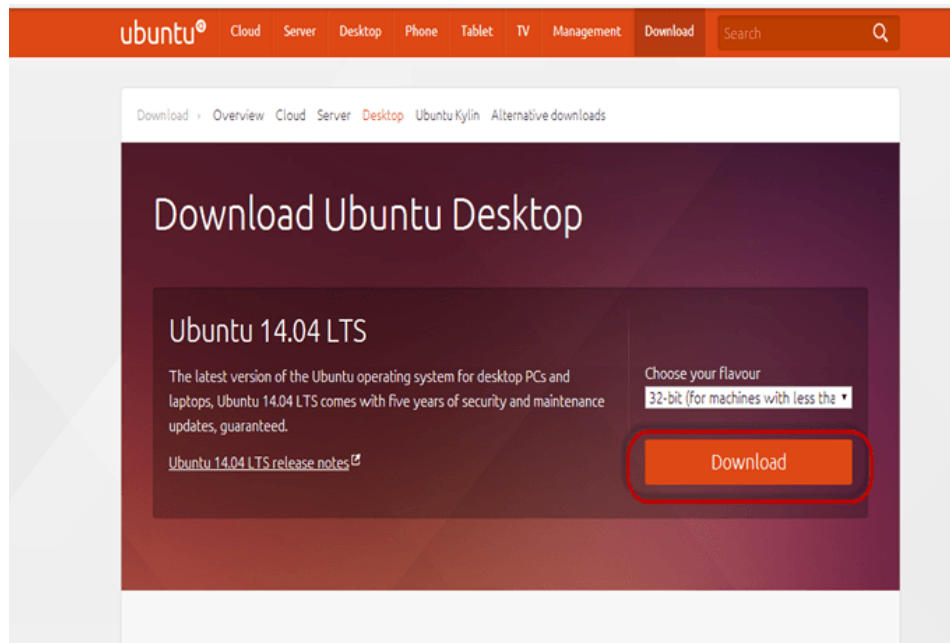 ubuntu Cloud Server Desktop Phone Tablet TV Management Download Search
Download › Overview Cloud Server Desktop Ubuntu Kylin Alternative downloads
Download Ubuntu Desktop
Ubuntu 14.04 LTS
The latest version of the Ubuntu operating system for desktop PCs and
laptops, Ubuntu 14.04 LTS comes with five years of security and maintenance
updates, guaranteed.
Ubuntu 14.04 LTS release notes
Choose your flavour
32-bit (for machines with less tha
Download